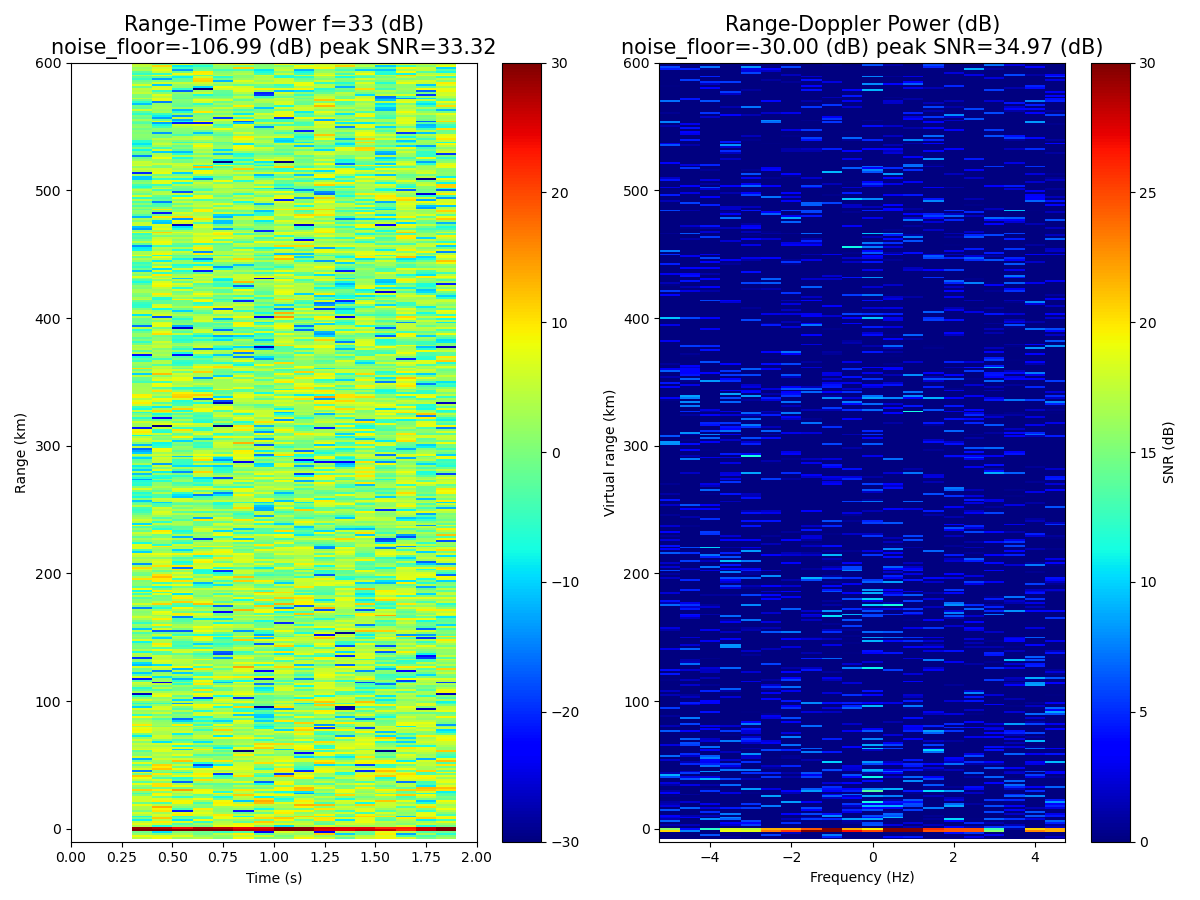 Range-Time Power f=33 (dB)
noise_floor=-106.99 (dB) peak SNR=33.32
Range-Doppler Power (dB)
noise_floor=-30.00 (dB) peak SNR=34.97 (dB)
600
500
400
300
200
100
0
Range (km)
0.00 0.25 0.50 0.75 1.00 1.25 1.50 1.75 2.00
Time (s)
30
20
10
0
−10
−20
−30
600
500
400
300
200
100
0
Virtual range (km)
−4 −2 0 2 4
Frequency (Hz)
30
25
20
15
10
5
0
SNR (dB)